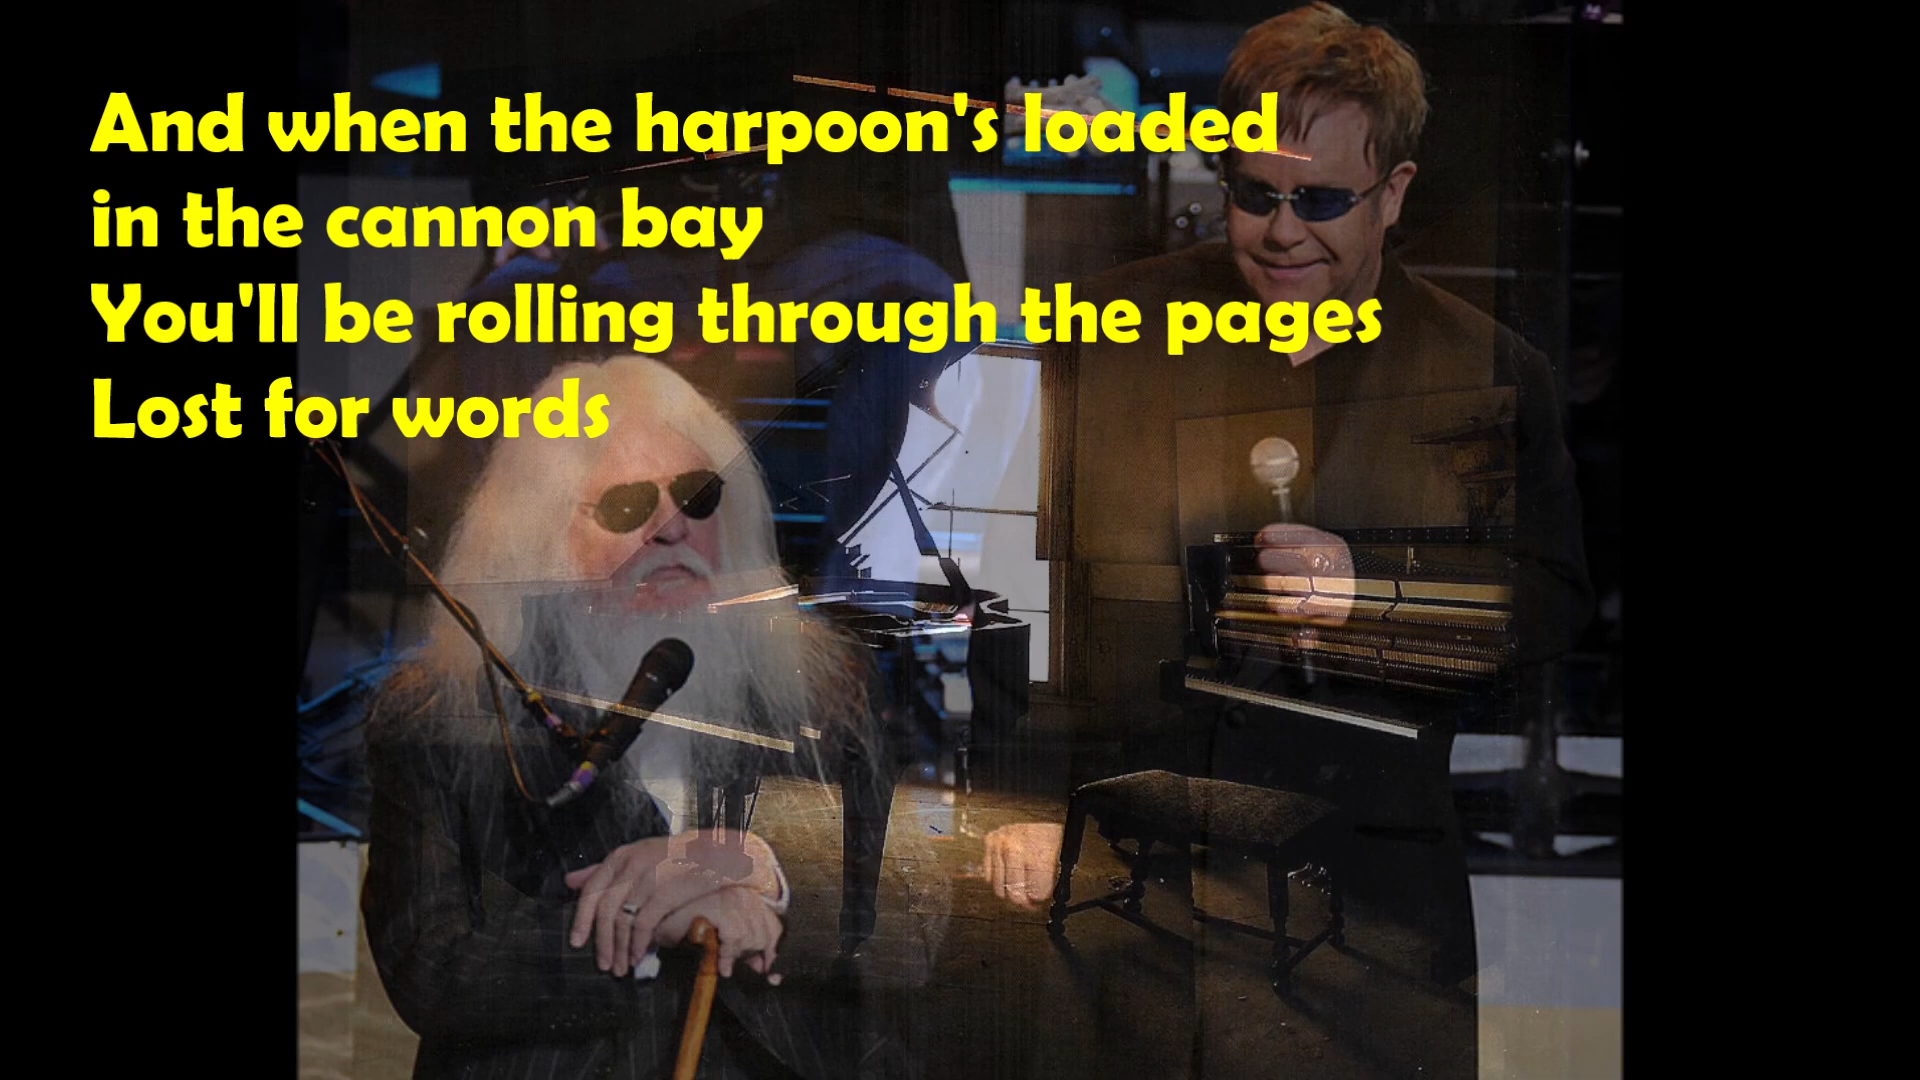 And when the harpoon's loaded
in the cannon bay
You'll be rolling through the pages
Lost for words